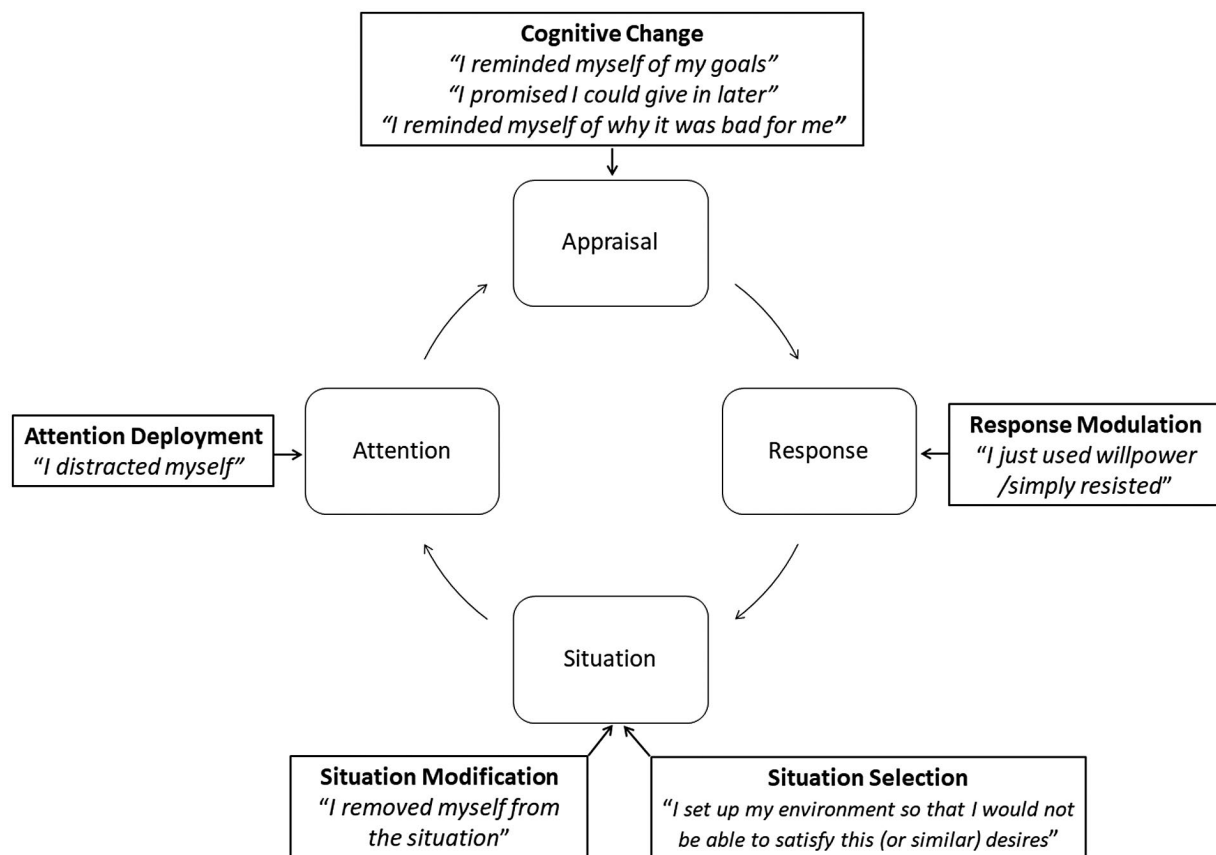 Cognitive Change
“I reminded myself of my goals”
“I promised I could give in later”
“I reminded myself of why it was bad for me”
Appraisal
Attention Deployment
“I distracted myself”
Attention
Response
Response Modulation
“I just used willpower
/simply resisted”
Situation
Situation Modification
“I removed myself from
the situation”
Situation Selection
“I set up my environment so that I would not
be able to satisfy this (or similar) desires”